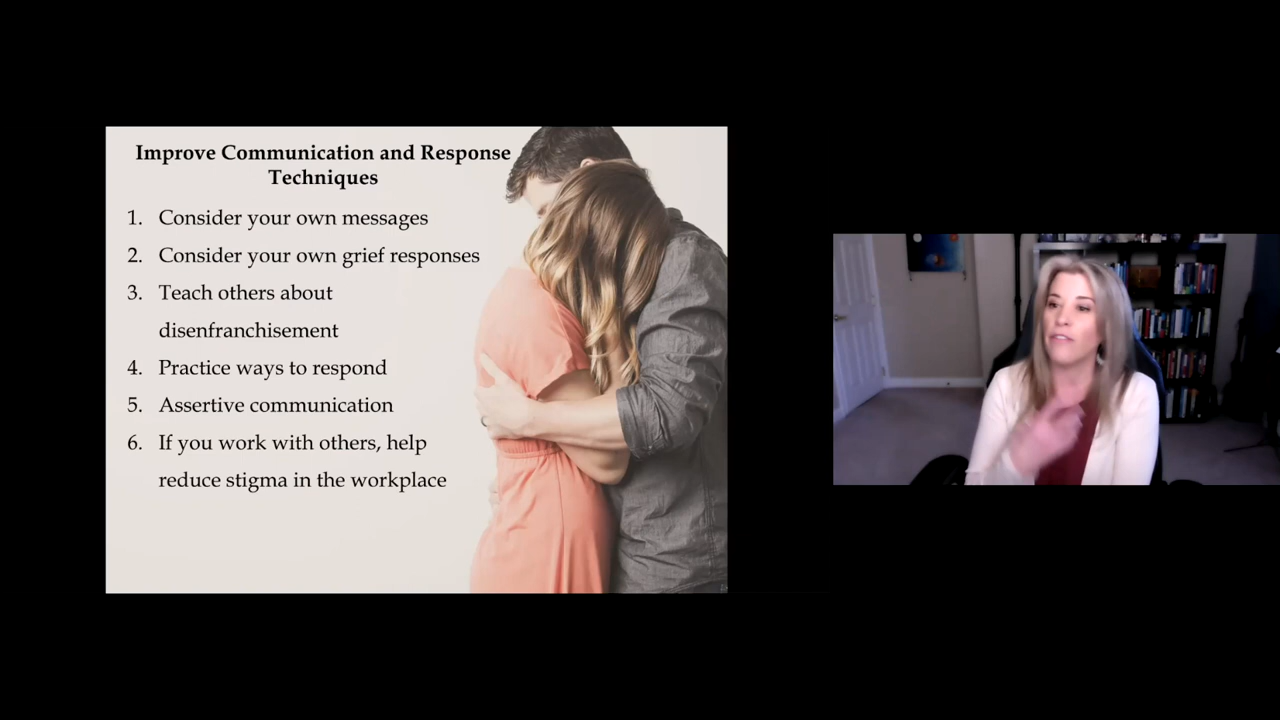 Improve Communication and Response
Techniques
1. Consider your own messages
2. Consider your own grief responses
3. Teach others about
disenfranchisement
4. Practice ways to respond
5. Assertive communication
6. If you work with others, help
reduce stigma in the workplace